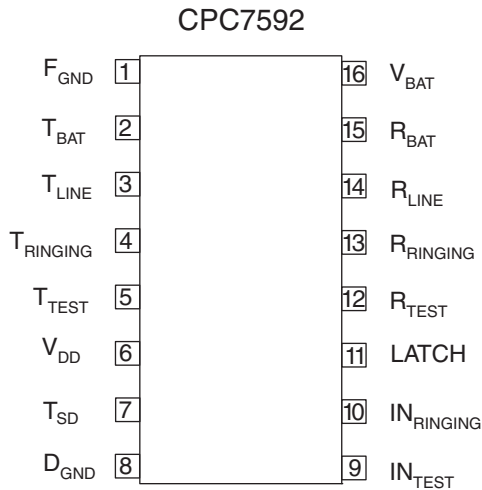 CPC7592
F_GND 1 16 V_BAT
T_BAT 2 15 R_BAT
T_LINE 3 14 R_LINE
T_RINGING 4 13 R_RINGING
T_TEST 5 12 R_TEST
V_DD 6 11 LATCH
T_SD 7 10 IN_RINGING
D_GND 8 9 IN_TEST